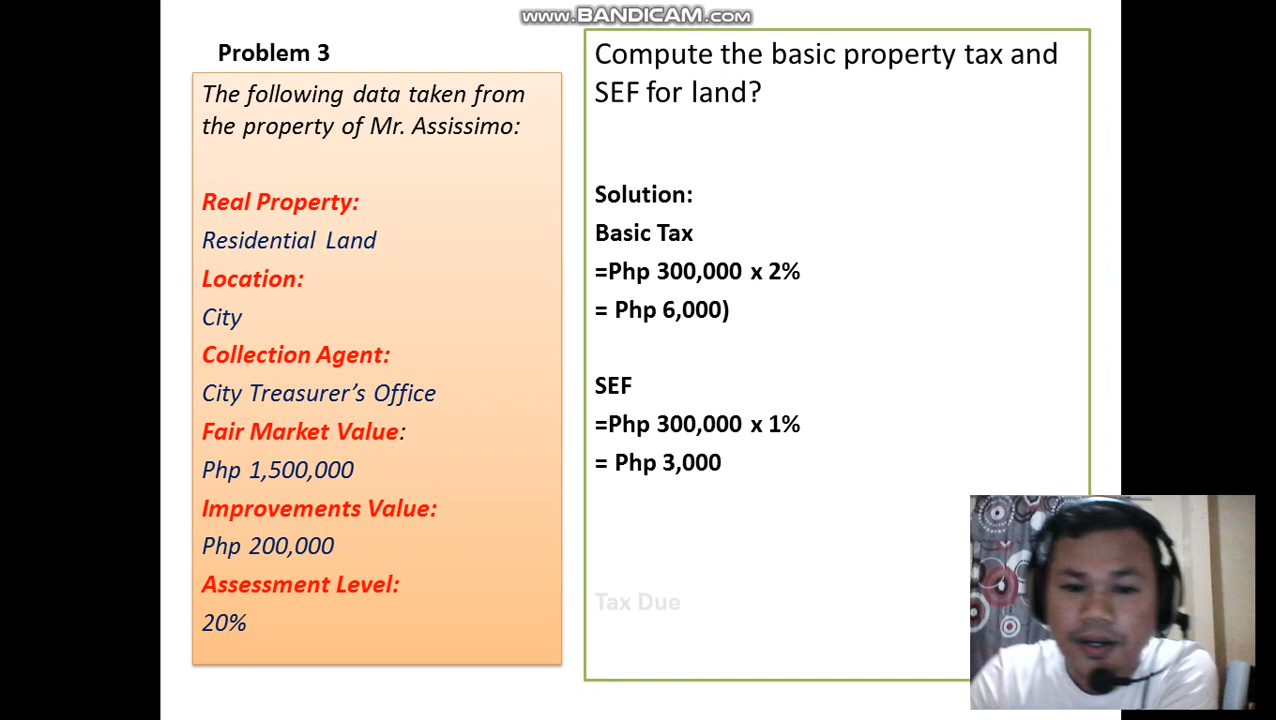 www.BANDICAM.com
Problem 3
The following data taken from
the property of Mr. Assissimo:
Real Property:
Residential Land
Location:
City
Collection Agent:
City Treasurer’s Office
Fair Market Value:
Php 1,500,000
Improvements Value:
Php 200,000
Assessment Level:
20%
Compute the basic property tax and
SEF for land?
Solution:
Basic Tax
=Php 300,000 x 2%
= Php 6,000)
SEF
=Php 300,000 x 1%
= Php 3,000
Tax Due